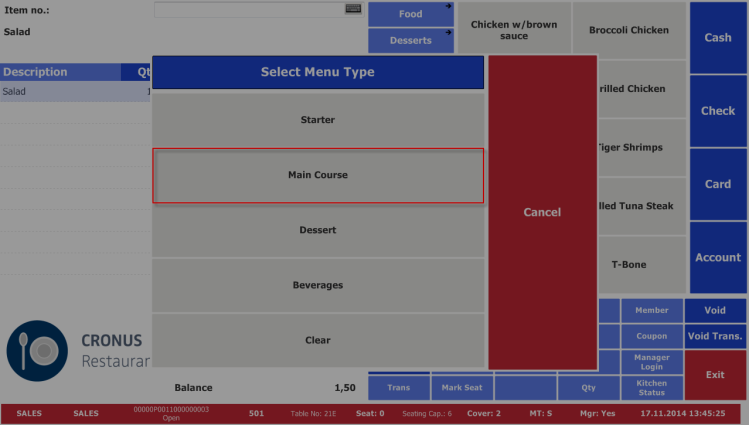 Item no.:
Salad
Description Qt
Salad 1
Food
Desserts
Chicken w/brown
sauce
Broccoli Chicken
Cash
Select Menu Type
Starter
Main Course
Dessert
Beverages
Clear
Cancel
rilled Chicken
Tiger Shrimps
lled Tuna Steak
T-Bone
Check
Card
Account
Member
Void
Coupon
Void Trans.
Manager
Login
Exit
Trans
Mark Seat
Qty
Kitchen
Status
CRONUS
Restaurar
Balance 1,50
SALES SALES 00000P0011000000003 Open 501 Table No: 21E Seat: 0 Seating Cap.: 6 Cover: 2 MT: S Mgr: Yes 17.11.2014 13:45:25